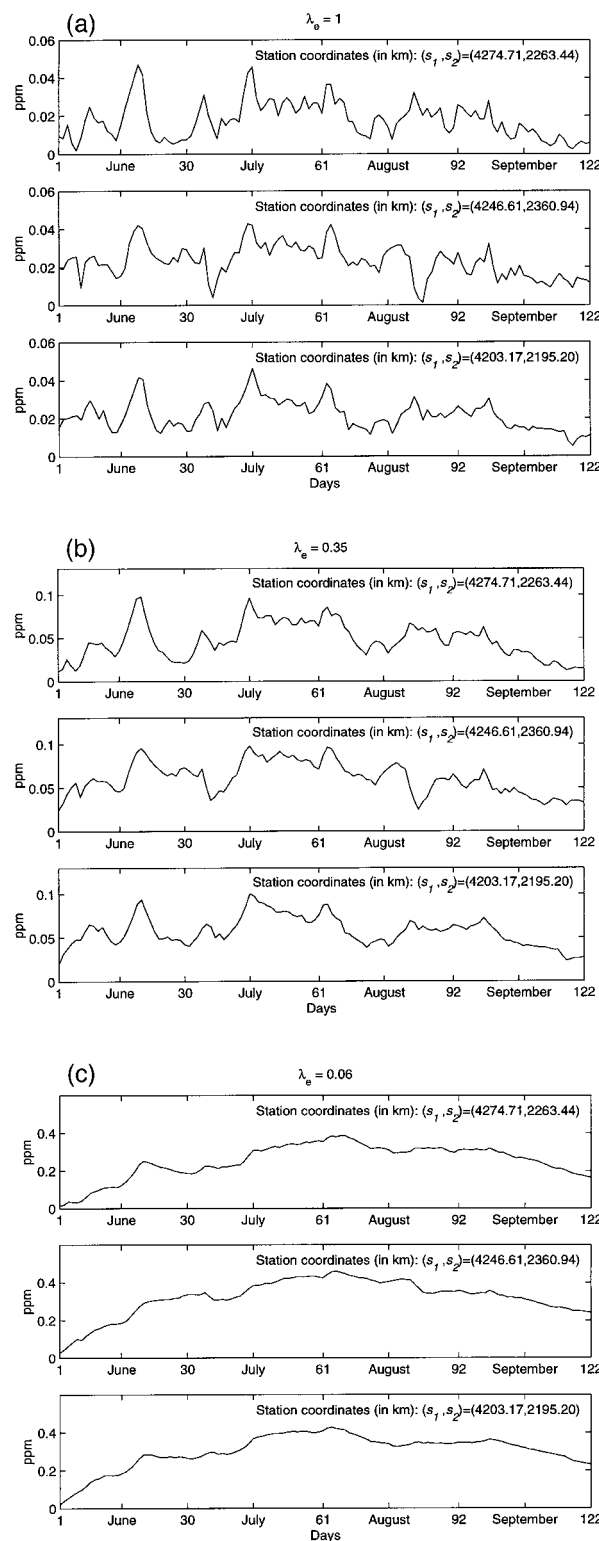 (a)
λe = 1
Station coordinates (in km): (s1,s2)=(4274.71,2263.44)
ppm
0.06
0.04
0.02
0
1 June 30 July 61 August 92 September 122
Station coordinates (in km): (s1,s2)=(4246.61,2360.94)
ppm
0.06
0.04
0.02
0
1 June 30 July 61 August 92 September 122
Station coordinates (in km): (s1,s2)=(4203.17,2195.20)
ppm
0.06
0.04
0.02
0
1 June 30 July 61 August 92 September 122
Days
(b)
λe = 0.35
Station coordinates (in km): (s1,s2)=(4274.71,2263.44)
ppm
0.1
0.05
0
1 June 30 July 61 August 92 September 122
Station coordinates (in km): (s1,s2)=(4246.61,2360.94)
ppm
0.1
0.05
0
1 June 30 July 61 August 92 September 122
Station coordinates (in km): (s1,s2)=(4203.17,2195.20)
ppm
0.1
0.05
0
1 June 30 July 61 August 92 September 122
Days
(c)
λe = 0.06
Station coordinates (in km): (s1,s2)=(4274.71,2263.44)
ppm
0.4
0.2
0
1 June 30 July 61 August 92 September 122
Station coordinates (in km): (s1,s2)=(4246.61,2360.94)
ppm
0.4
0.2
0
1 June 30 July 61 August 92 September 122
Station coordinates (in km): (s1,s2)=(4203.17,2195.20)
ppm
0.4
0.2
0
1 June 30 July 61 August 92 September 122
Days